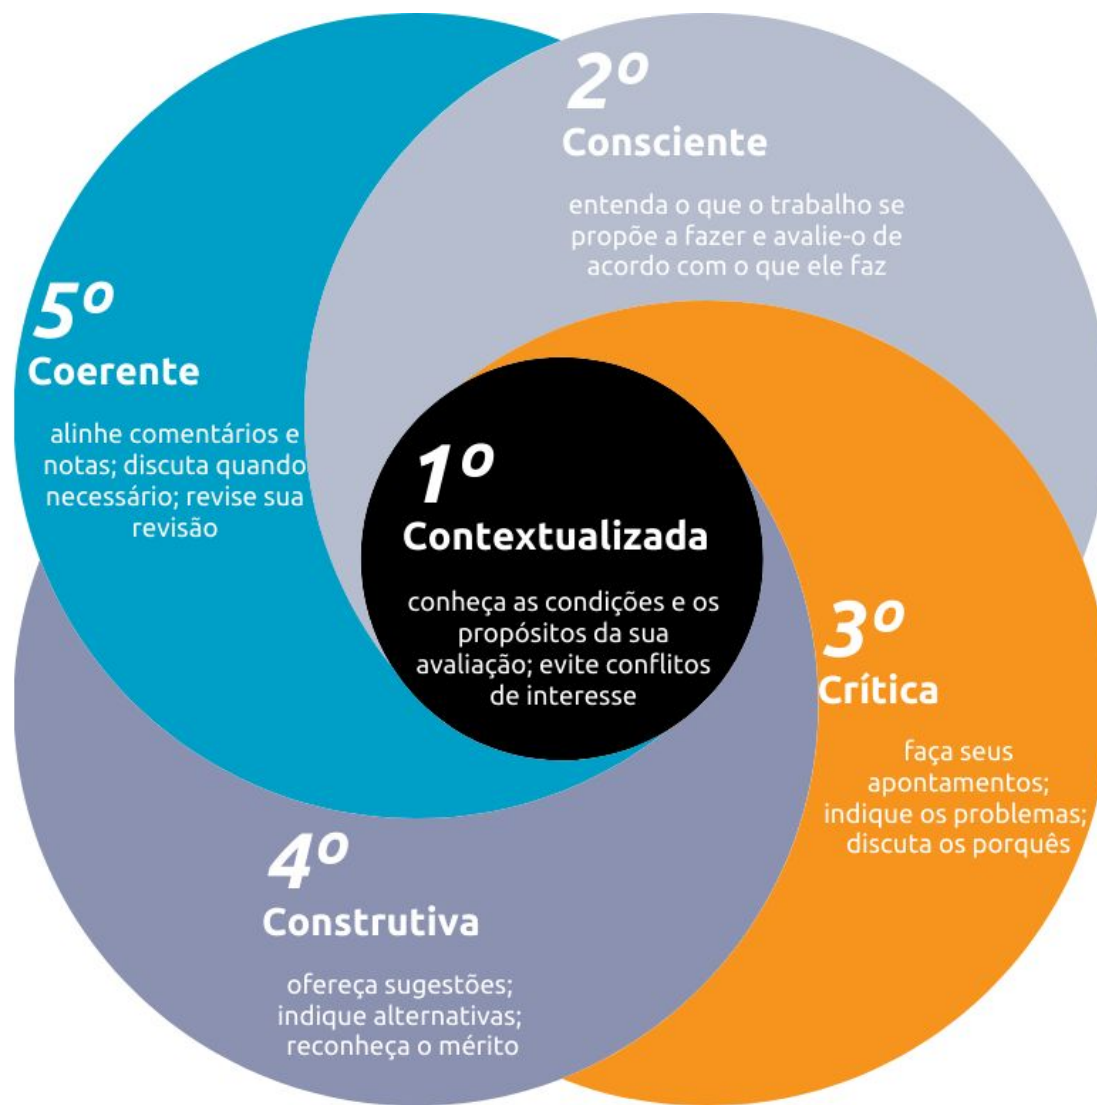 1º
Contextualizada
conheça as condições e os
propósitos da sua
avaliação; evite conflitos
de interesse
2º
Consciente
entenda o que o trabalho se
propõe a fazer e avalie-o de
acordo com o que ele faz
3º
Crítica
faça seus
apontamentos;
indique os problemas;
discuta os porquês
4º
Construtiva
ofereça sugestões;
indique alternativas;
reconheça o mérito
5º
Coerente
alinhe comentários e
notas; discuta quando
necessário; revise sua
revisão